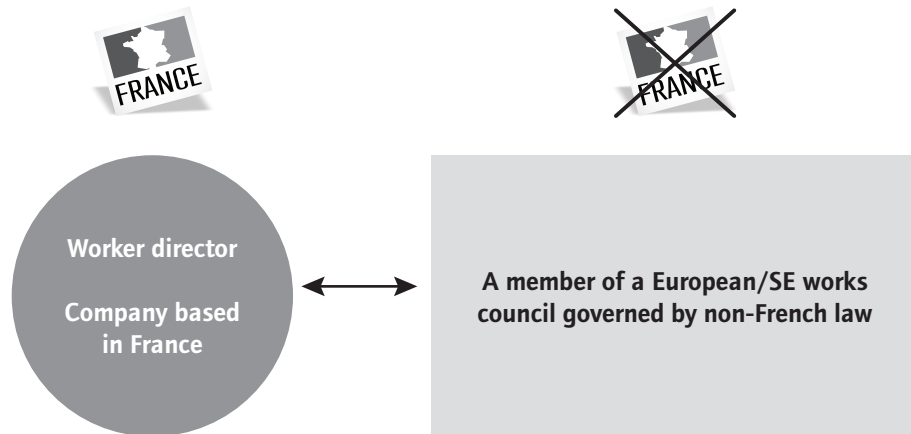 FRANCE
FRANCE
Worker director
Company based
in France
A member of a European/SE works
council governed by non-French law